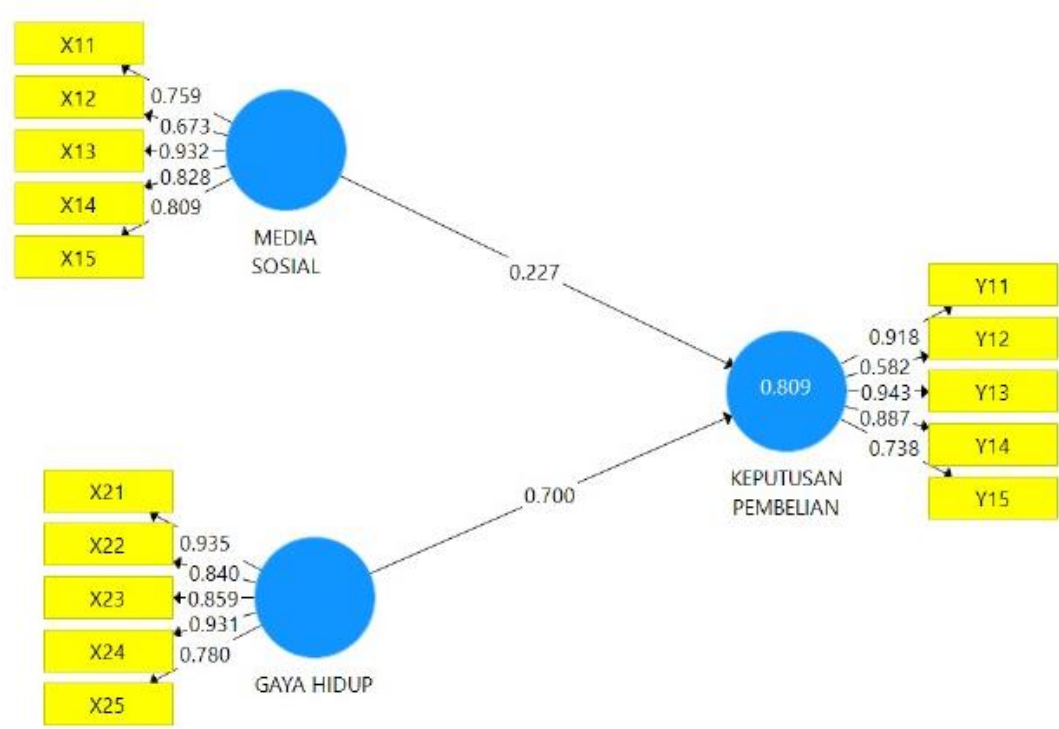 X11
X12
X13
X14
X15
0.759
0.673
0.932
0.828
0.809
MEDIA
SOSIAL
0.227
Y11
Y12
Y13
Y14
Y15
0.918
0.582
0.943
0.887
0.738
0.809
KEPUTUSAN
PEMBELIAN
0.700
X21
X22
X23
X24
X25
0.935
0.840
0.859
0.931
0.780
GAYA HIDUP